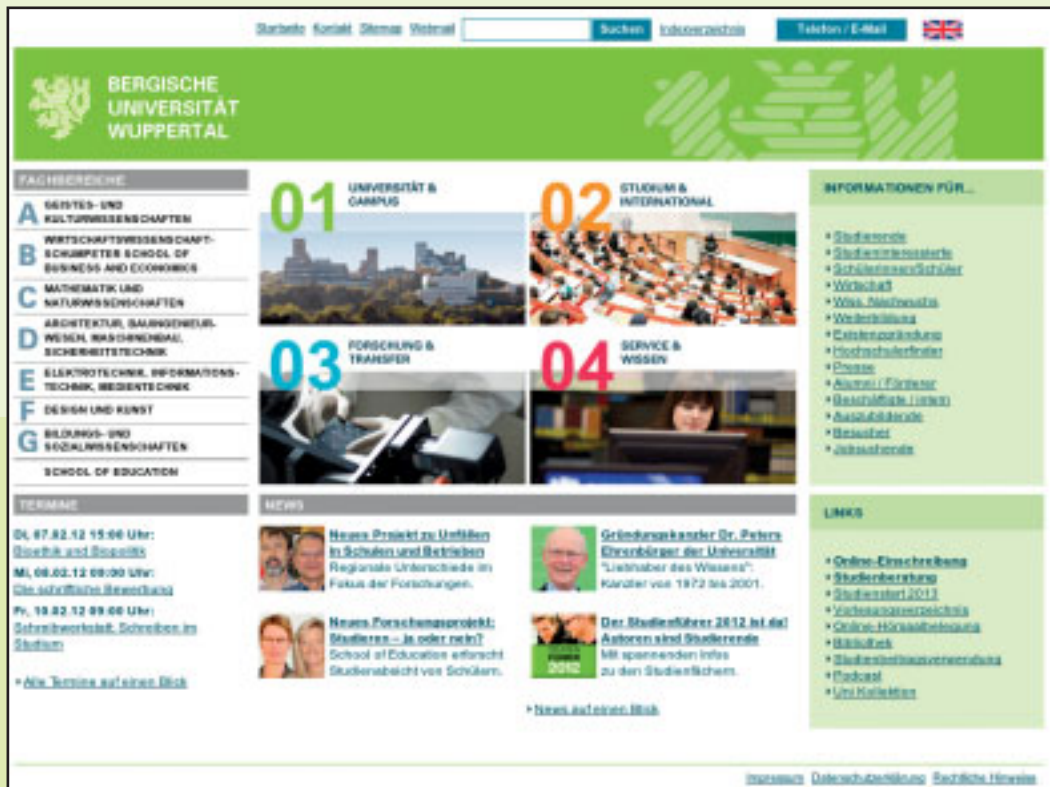 Startseite Kontakt Sitemap Webmail Suchen Indexverzeichnis Telefon / E-Mail
BERGISCHE
UNIVERSITÄT
WUPPERTAL
FACHBEREICHE
A GEISTES- UND
KULTURWISSENSCHAFTEN
B WIRTSCHAFTSWISSENSCHAFT-
SCHUMPETER SCHOOL OF
BUSINESS AND ECONOMICS
C MATHEMATIK UND
NATURWISSENSCHAFTEN
D ARCHITEKTUR, BAUINGENIEUR-
WESEN, MASCHINENBAU,
SICHERHEITSTECHNIK
E ELEKTROTECHNIK, INFORMATIONS-
TECHNIK, MEDIENTECHNIK
F DESIGN UND KUNST
G BILDUNGS- UND
SOZIALWISSENSCHAFTEN
SCHOOL OF EDUCATION
01 UNIVERSITÄT &
CAMPUS
02 STUDIUM &
INTERNATIONAL
03 FORSCHUNG &
TRANSFER
04 SERVICE &
WISSEN
INFORMATIONEN FÜR...
Studierende
Studieninteressierte
Schülerinnen/Schüler
Wirtschaft
Wiss. Nachwuchs
Weiterbildung
Existenzgründung
Hochschulerfinder
Presse
Alumni / Förderer
Beschäftigte / intern
Auszubildende
Besucher
Jobsuchende
TERMINE
Di, 07.02.12 15:00 Uhr:
Bioethik und Biopolitik
Mi, 08.02.12 09:00 Uhr:
Die schriftliche Bewerbung
Fr, 10.02.12 09:00 Uhr:
Schreibwerkstatt: Schreiben im
Studium
Alle Termine auf einen Blick
NEWS
Neues Projekt zu Unfällen
in Schulen und Betrieben
Regionale Unterschiede im
Fokus der Forschungen.
Gründungskanzler Dr. Peters
Ehrenbürger der Universität
"Liebhaber des Wissens":
Kanzler von 1972 bis 2001.
Neues Forschungsprojekt:
Studieren – ja oder nein?
School of Education erforscht
Studienabsicht von Schülern.
Der Studienführer 2012 ist da!
Autoren sind Studierende
Mit spannenden Infos
zu den Studienfächern.
2012
News auf einen Blick
LINKS
Online-Einschreibung
Studienberatung
Studienstart 2013
Vorlesungsverzeichnis
Online-Hörsaalbelegung
Bibliothek
Studienbeitragsverwendung
Podcast
Uni Kollektion
Impressum Datenschutzerklärung Rechtliche Hinweise